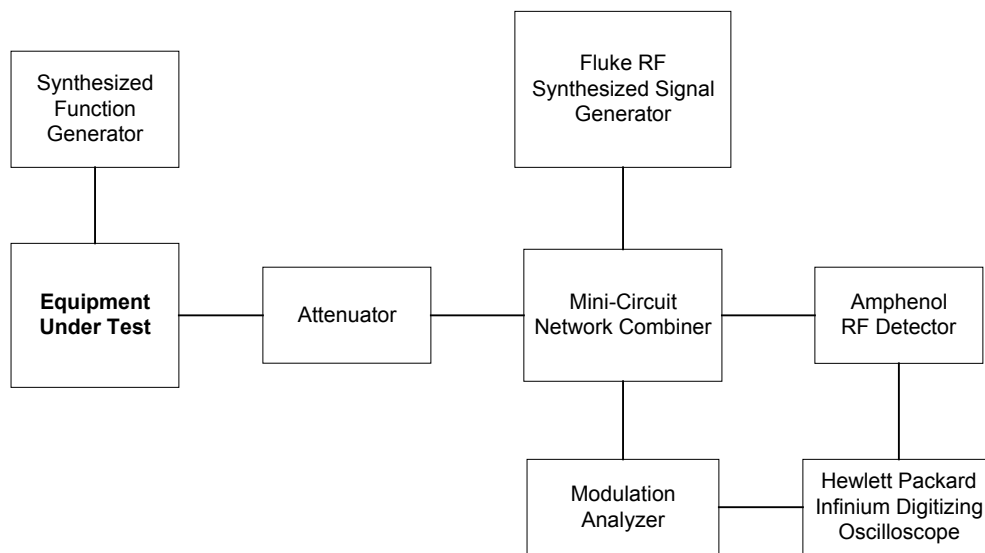 Synthesized
Function
Generator
Fluke RF
Synthesized Signal
Generator
Equipment
Under Test
Attenuator
Mini-Circuit
Network Combiner
Amphenol
RF Detector
Modulation
Analyzer
Hewlett Packard
Infinium Digitizing
Oscilloscope